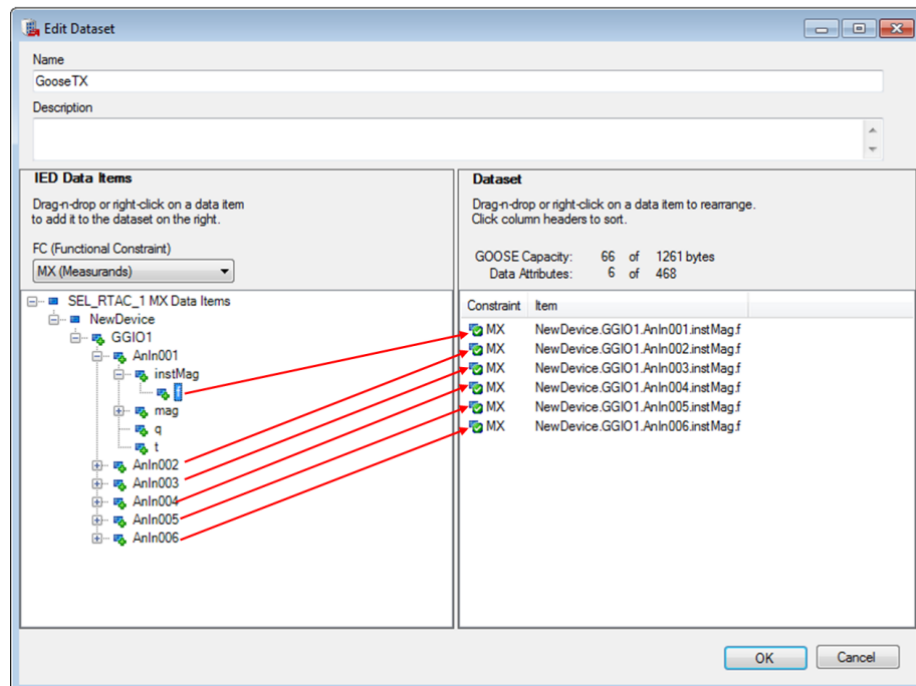 Edit Dataset
Name
GooseTX
Description
IED Data Items
Drag-n-drop or right-click on a data item
to add it to the dataset on the right.
FC (Functional Constraint)
MX (Measurands)
SEL_RTAC_1 MX Data Items
NewDevice
GGIO1
AnIn001
instMag
f
mag
q
t
AnIn002
AnIn003
AnIn004
AnIn005
AnIn006
Dataset
Drag-n-drop or right-click on a data item to rearrange.
Click column headers to sort.
GOOSE Capacity: 66 of 1261 bytes
Data Attributes: 6 of 468
Constraint Item
MX NewDevice.GGIO1.AnIn001.instMag.f
MX NewDevice.GGIO1.AnIn002.instMag.f
MX NewDevice.GGIO1.AnIn003.instMag.f
MX NewDevice.GGIO1.AnIn004.instMag.f
MX NewDevice.GGIO1.AnIn005.instMag.f
MX NewDevice.GGIO1.AnIn006.instMag.f
OK Cancel